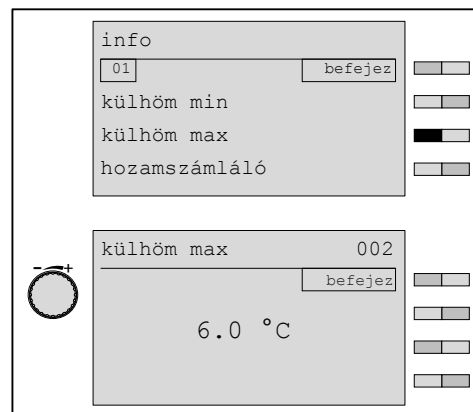 info
01 befejez
külhöm min
külhöm max
hozamszámláló
külhöm max 002
befejez
- +
6.0 °C